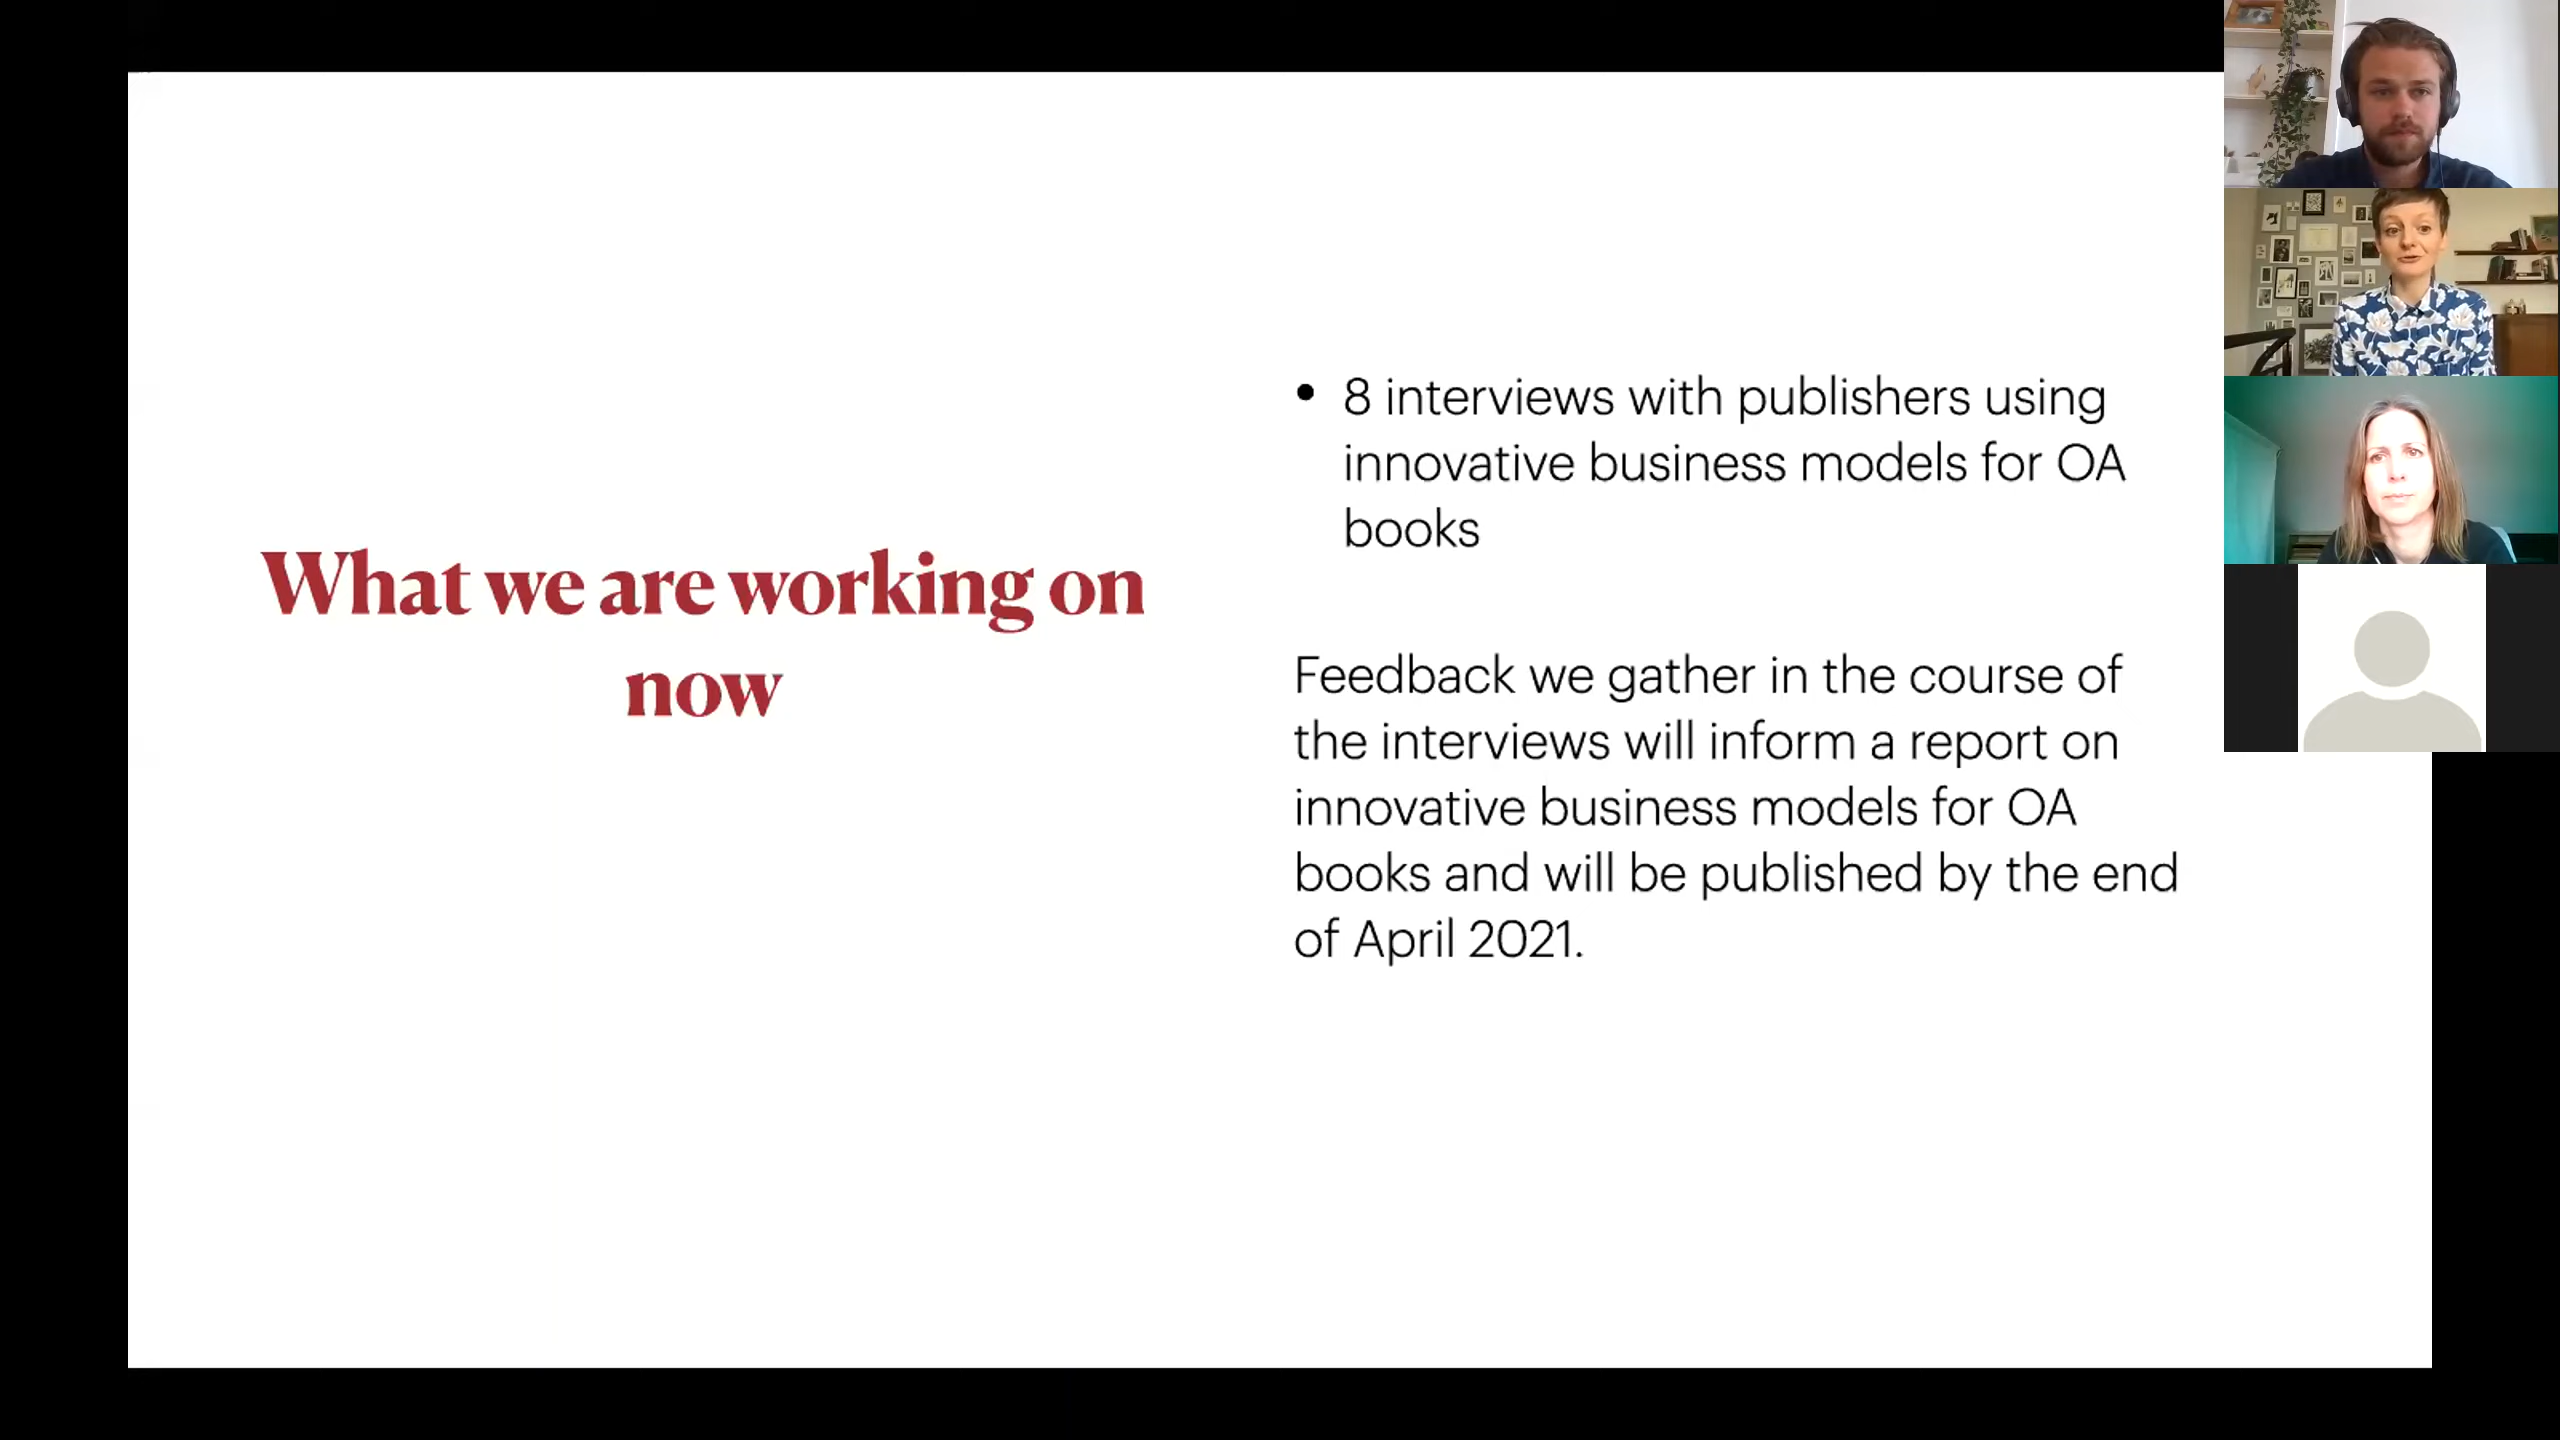 What we are working on
now
• 8 interviews with publishers using
innovative business models for OA
books
Feedback we gather in the course of
the interviews will inform a report on
innovative business models for OA
books and will be published by the end
of April 2021.